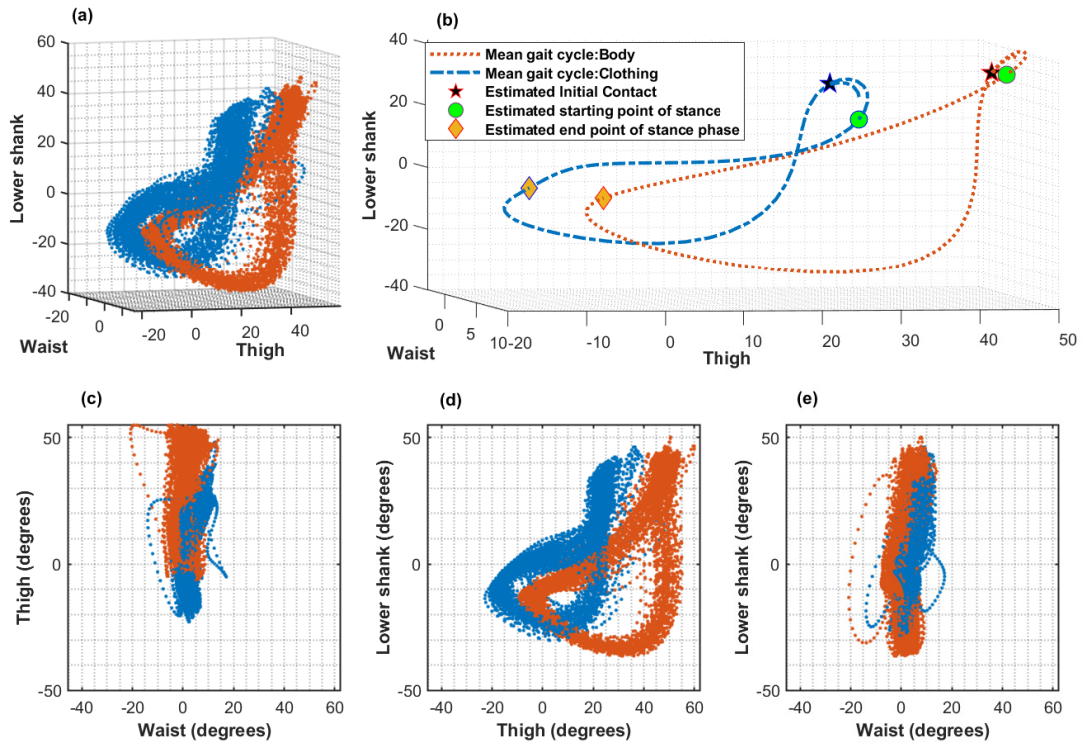 (a)
60
40
20
0
-20
-40
Lower shank
-20
0
Waist
-20
0
20
40
Thigh
(b)
Mean gait cycle:Body
Mean gait cycle:Clothing
Estimated Initial Contact
Estimated starting point of stance
Estimated end point of stance phase
40
20
0
-20
-40
Lower shank
0
5
10
Waist
-20
-10
0
10
20
30
40
50
Thigh
(c)
50
0
-50
Thigh (degrees)
-40
-20
0
20
40
60
Waist (degrees)
(d)
50
0
-50
Lower shank (degrees)
-40
-20
0
20
40
60
Thigh (degrees)
(e)
50
0
-50
Lower shank (degrees)
-40
-20
0
20
40
60
Waist (degrees)